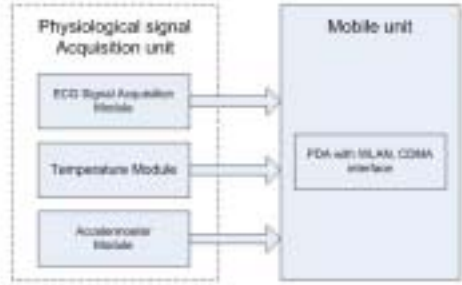 Physiological signal
Acquisition unit
ECG Signal Acquisition
Module
Temperature Module
Accelerometer
Module
Mobile unit
PDA with WLAN, CDMA
interface